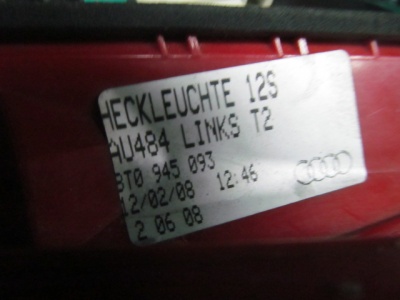 HECKLEUCHTE 12S
AU484 LINKS T2
8T0 945 093
12/02/08 12:46
2 06 08